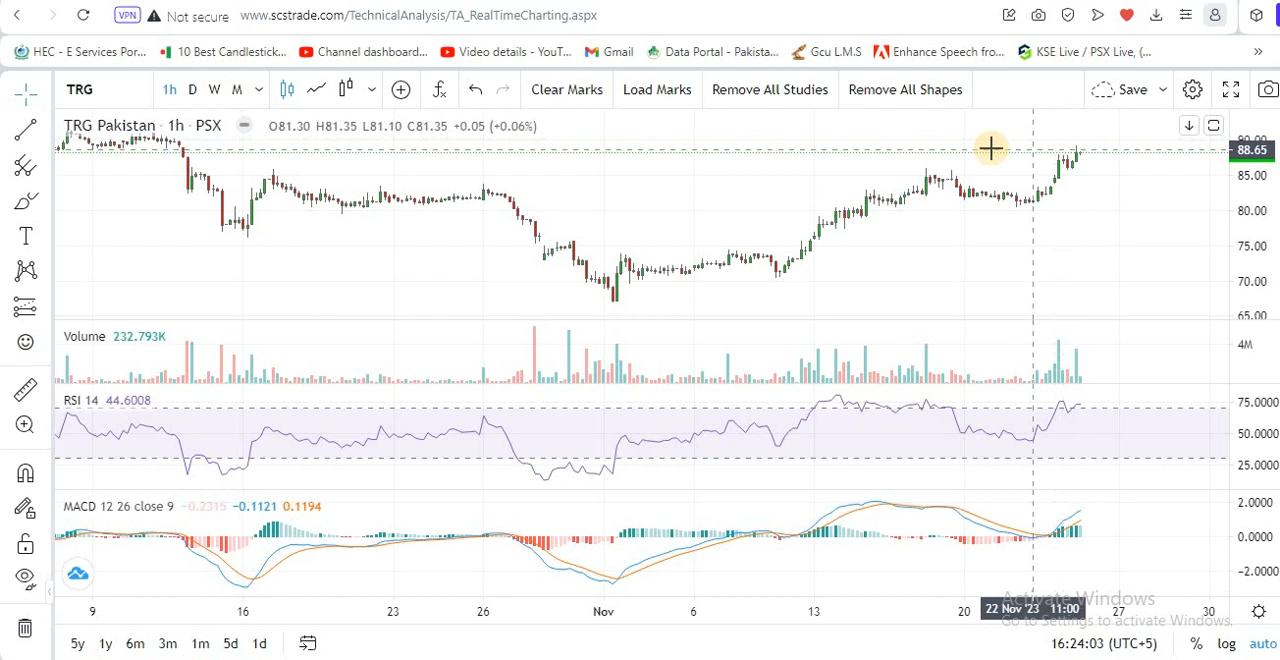 VPN Not secure www.scstrade.com/TechnicalAnalysis/TA_RealTimeCharting.aspx
HEC - E Services Por... 10 Best Candlestick... Channel dashboard... Video details - YouT... Gmail Data Portal - Pakista... Gcu L.M.S Enhance Speech fro... KSE Live / PSX Live, (... »
TRG 1h D W M Clear Marks Load Marks Remove All Studies Remove All Shapes Save
TRG Pakistan · 1h · PSX O81.30 H81.35 L81.10 C81.35 +0.05 (+0.06%)
90.00
88.65
85.00
80.00
75.00
70.00
65.00
Volume 232.793K
4M
RSI 14 44.6008
75.0000
50.0000
25.0000
MACD 12 26 close 9 −0.2315 −0.1121 0.1194
2.0000
0.0000
−2.0000
9 16 23 26 Nov 6 13 20 22 Nov '23 11:00 27 30
Activate Windows
Go to Settings to activate Windows.
5y 1y 6m 3m 1m 5d 1d 16:24:03 (UTC+5) % log auto